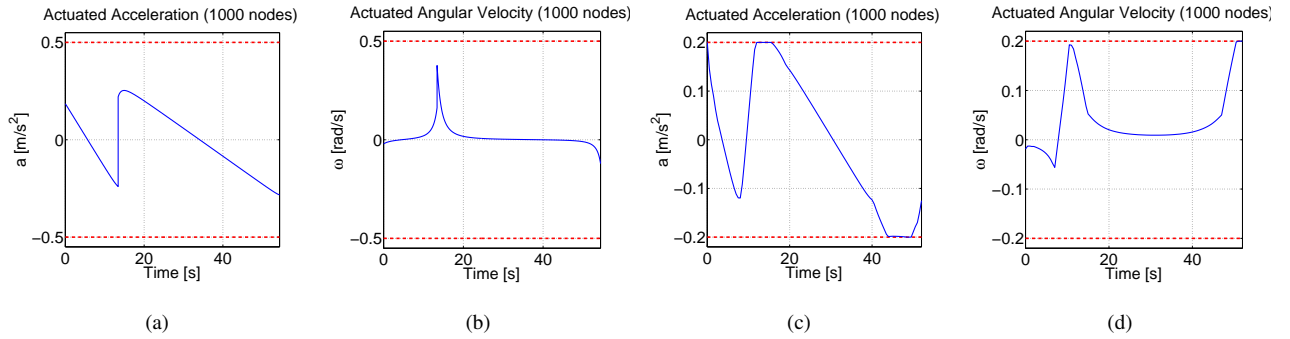 Actuated Acceleration (1000 nodes)
0.5
0
−0.5
a [m/s²]
0 20 40
Time [s]
(a)
Actuated Angular Velocity (1000 nodes)
0.5
0
−0.5
ω [rad/s]
0 20 40
Time [s]
(b)
Actuated Acceleration (1000 nodes)
0.2
0.1
0
−0.1
−0.2
a [m/s²]
0 20 40
Time [s]
(c)
Actuated Angular Velocity (1000 nodes)
0.2
0.1
0
−0.1
−0.2
ω [rad/s]
0 20 40
Time [s]
(d)